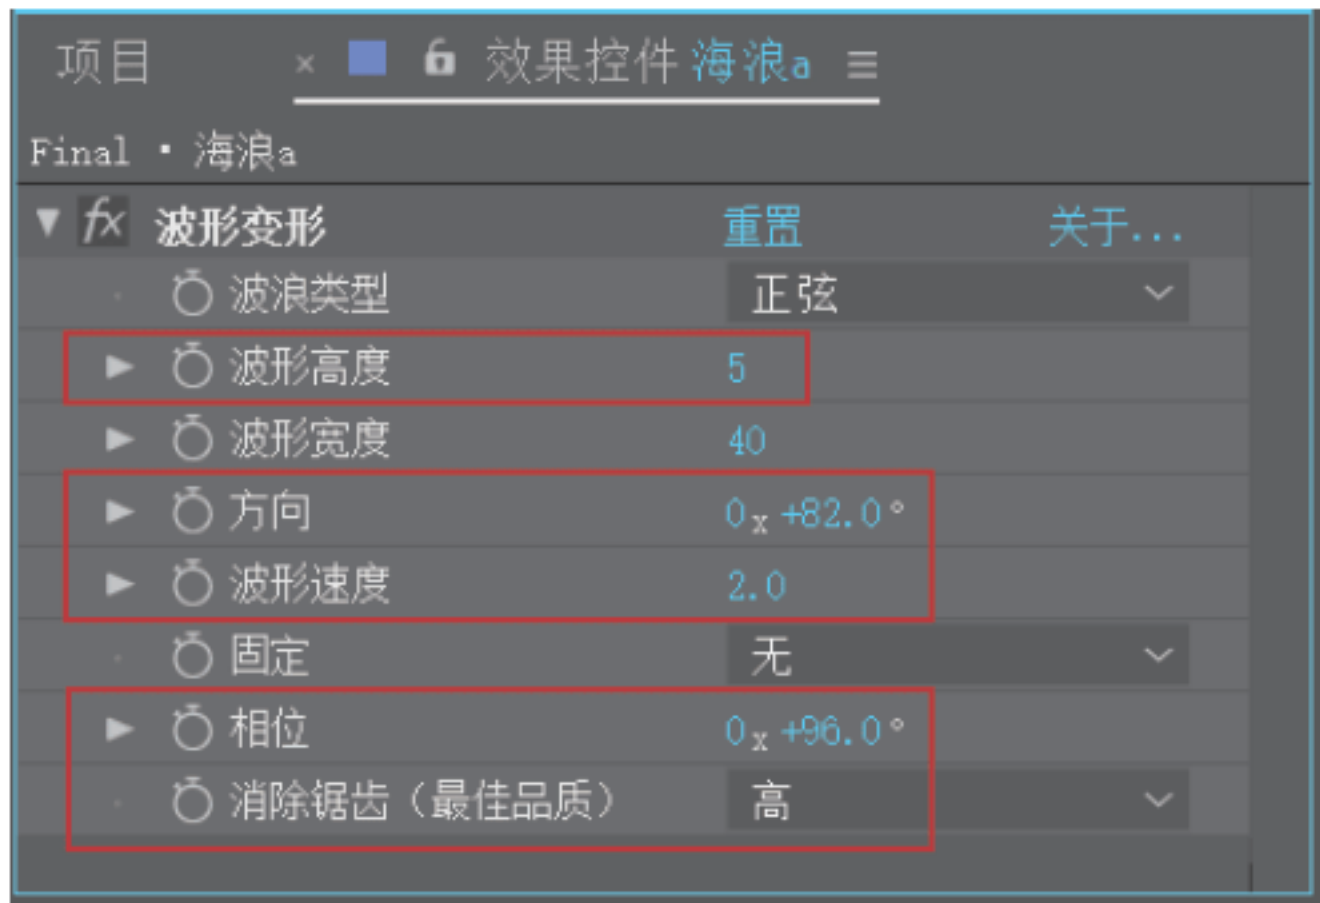 项目 × 效果控件 海浪a
Final · 海浪a
fx 波形变形 重置 关于...
波浪类型 正弦
波形高度 5
波形宽度 40
方向 0x+82.0°
波形速度 2.0
固定 无
相位 0x+96.0°
消除锯齿（最佳品质） 高